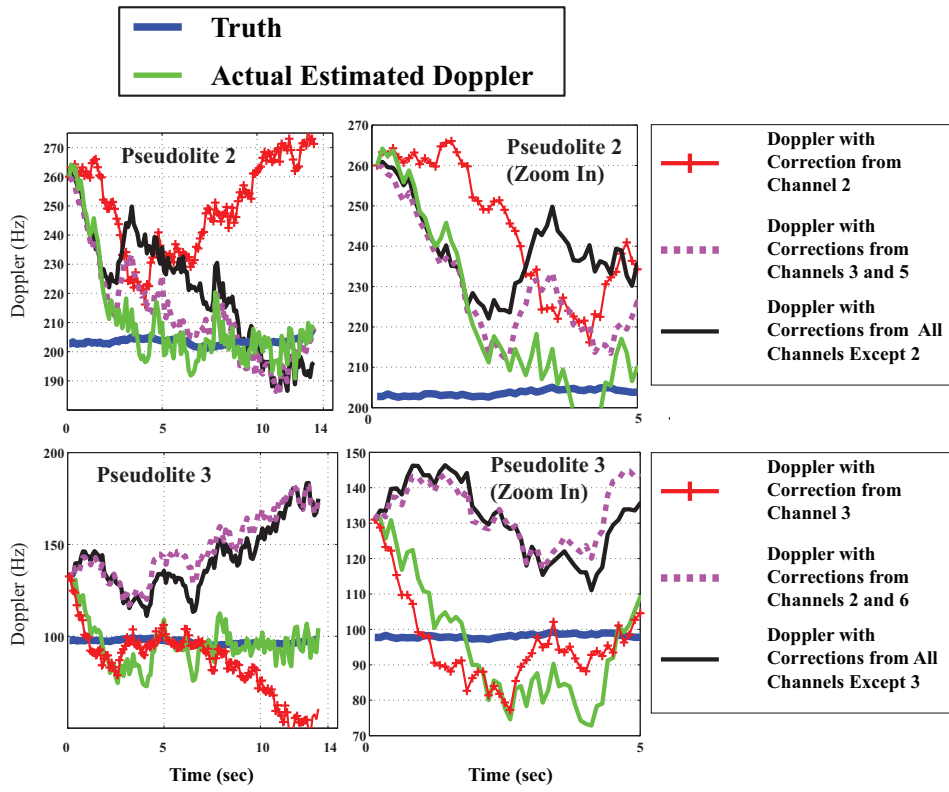 Truth
Actual Estimated Doppler
Pseudolite 2
270
260
250
240
230
220
210
200
190
Doppler (Hz)
0
5
10
14
Pseudolite 2
(Zoom In)
270
260
250
240
230
220
210
200
0
5
Doppler with
Correction from
Channel 2
Doppler with
Corrections from
Channels 3 and 5
Doppler with
Corrections from All
Channels Except 2
Pseudolite 3
200
150
100
Doppler (Hz)
0
5
10
14
Time (sec)
Pseudolite 3
(Zoom In)
150
140
130
120
110
100
90
80
70
0
5
Time (sec)
Doppler with
Correction from
Channel 3
Doppler with
Corrections from
Channels 2 and 6
Doppler with
Corrections from All
Channels Except 3